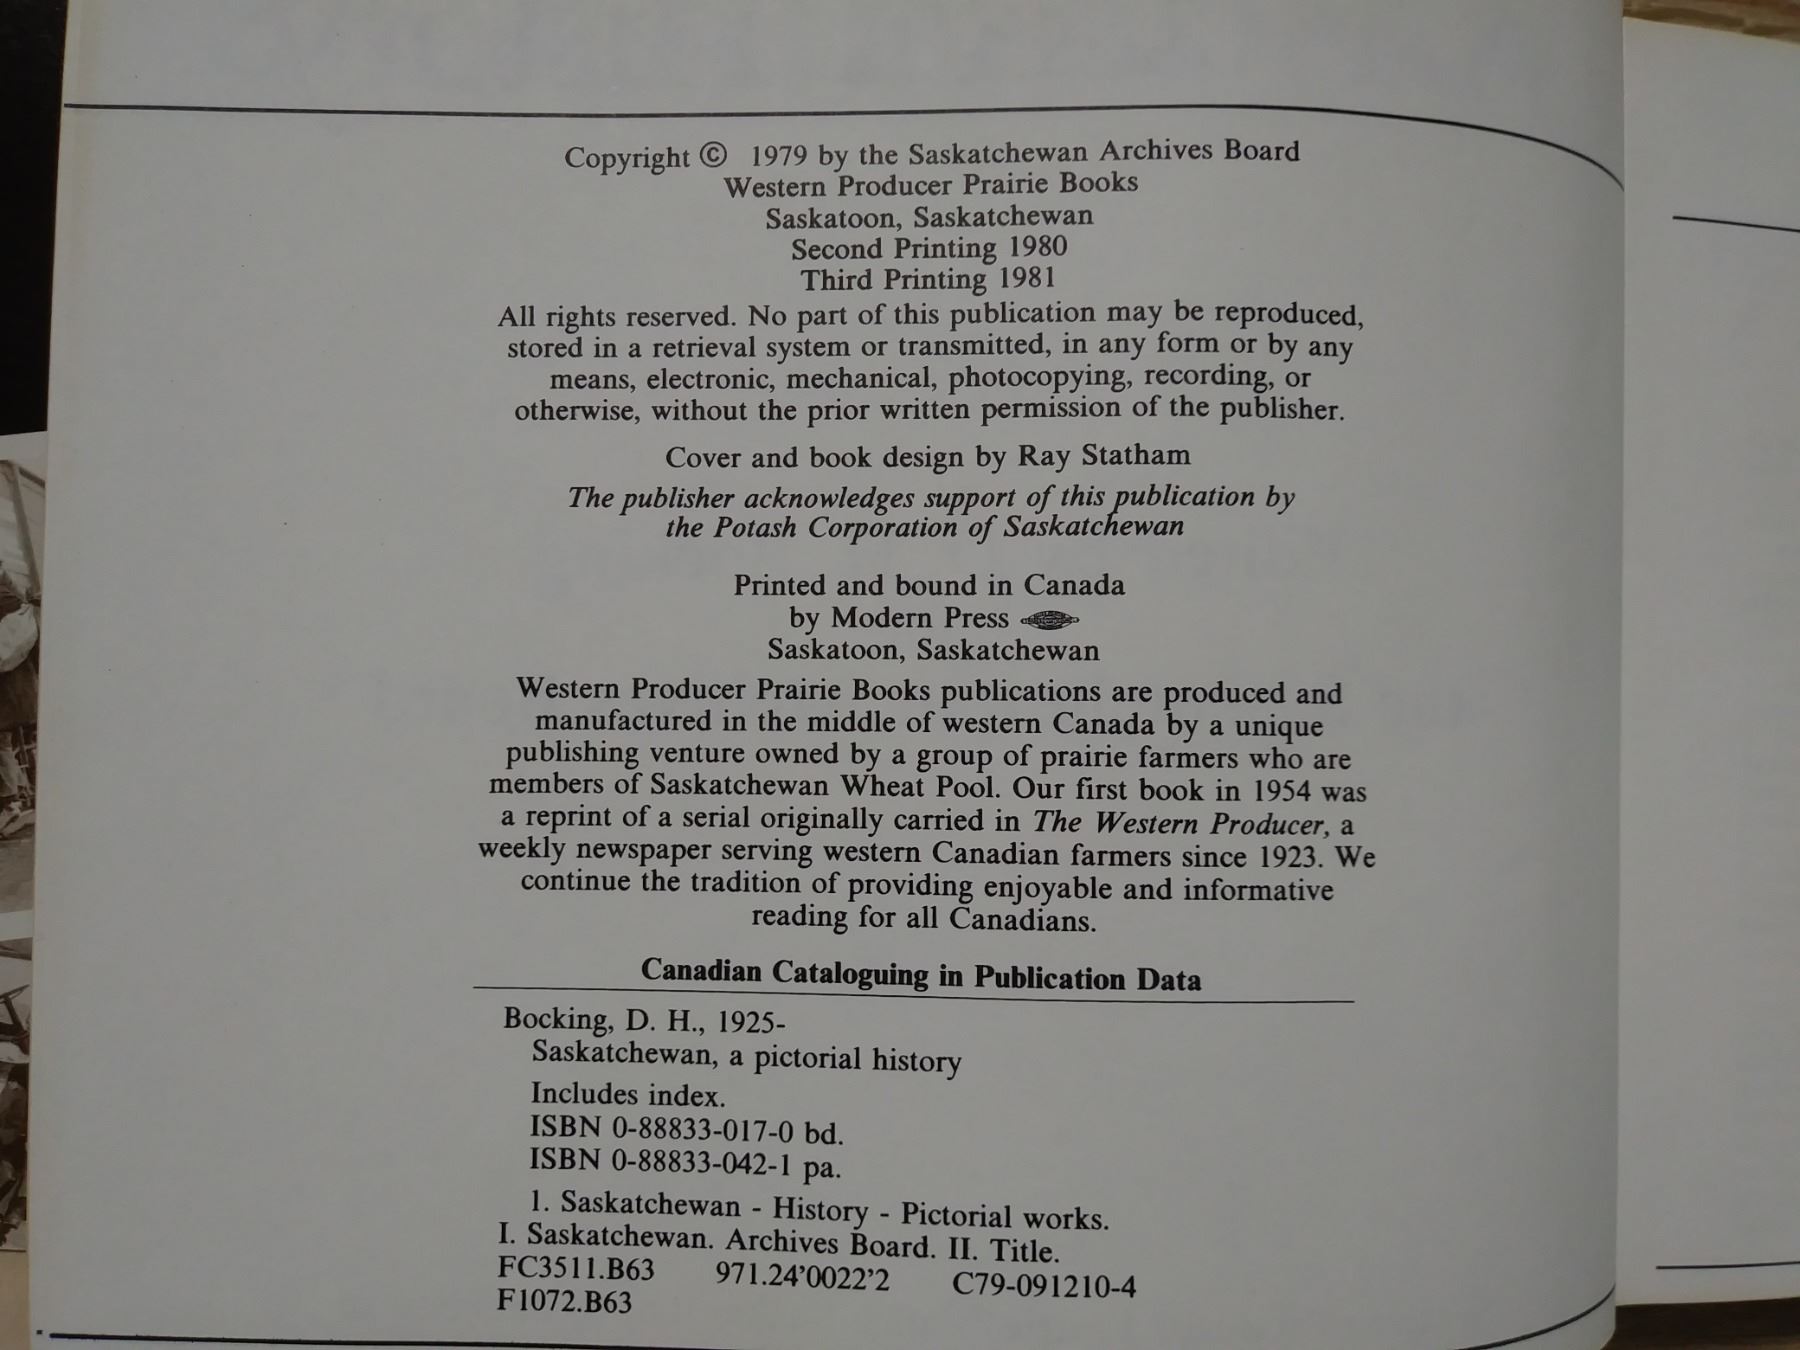 Copyright © 1979 by the Saskatchewan Archives Board
Western Producer Prairie Books
Saskatoon, Saskatchewan
Second Printing 1980
Third Printing 1981
All rights reserved. No part of this publication may be reproduced,
stored in a retrieval system or transmitted, in any form or by any
means, electronic, mechanical, photocopying, recording, or
otherwise, without the prior written permission of the publisher.
Cover and book design by Ray Statham
The publisher acknowledges support of this publication by
the Potash Corporation of Saskatchewan
Printed and bound in Canada
by Modern Press
Saskatoon, Saskatchewan
Western Producer Prairie Books publications are produced and
manufactured in the middle of western Canada by a unique
publishing venture owned by a group of prairie farmers who are
members of Saskatchewan Wheat Pool. Our first book in 1954 was
a reprint of a serial originally carried in The Western Producer, a
weekly newspaper serving western Canadian farmers since 1923. We
continue the tradition of providing enjoyable and informative
reading for all Canadians.
Canadian Cataloguing in Publication Data
Bocking, D. H., 1925-
Saskatchewan, a pictorial history
Includes index.
ISBN 0-88833-017-0 bd.
ISBN 0-88833-042-1 pa.
1. Saskatchewan - History - Pictorial works.
I. Saskatchewan. Archives Board. II. Title.
FC3511.B63 971.24'0022'2 C79-091210-4
F1072.B63